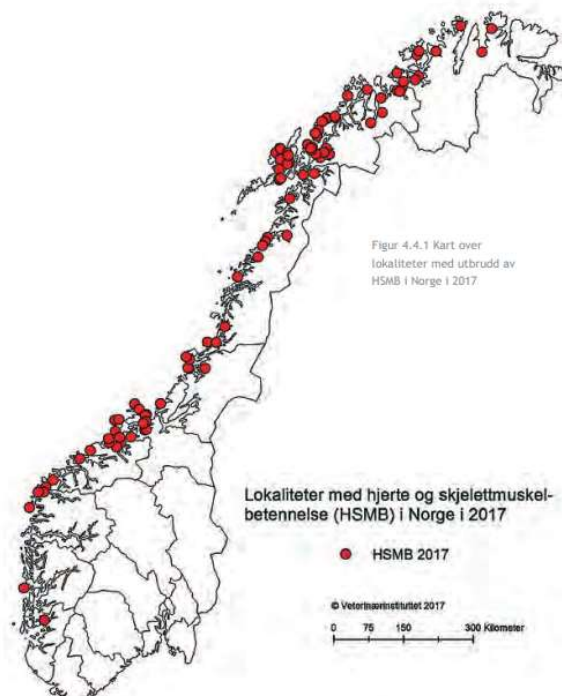 Figur 4.4.1 Kart over
lokaliteter med utbrudd av
HSMB i Norge i 2017
Lokaliteter med hjerte og skjelettmuskel-
betennelse (HSMB) i Norge i 2017
HSMB 2017
© Veterinærinstituttet 2017
0 75 150 300 Kilometer